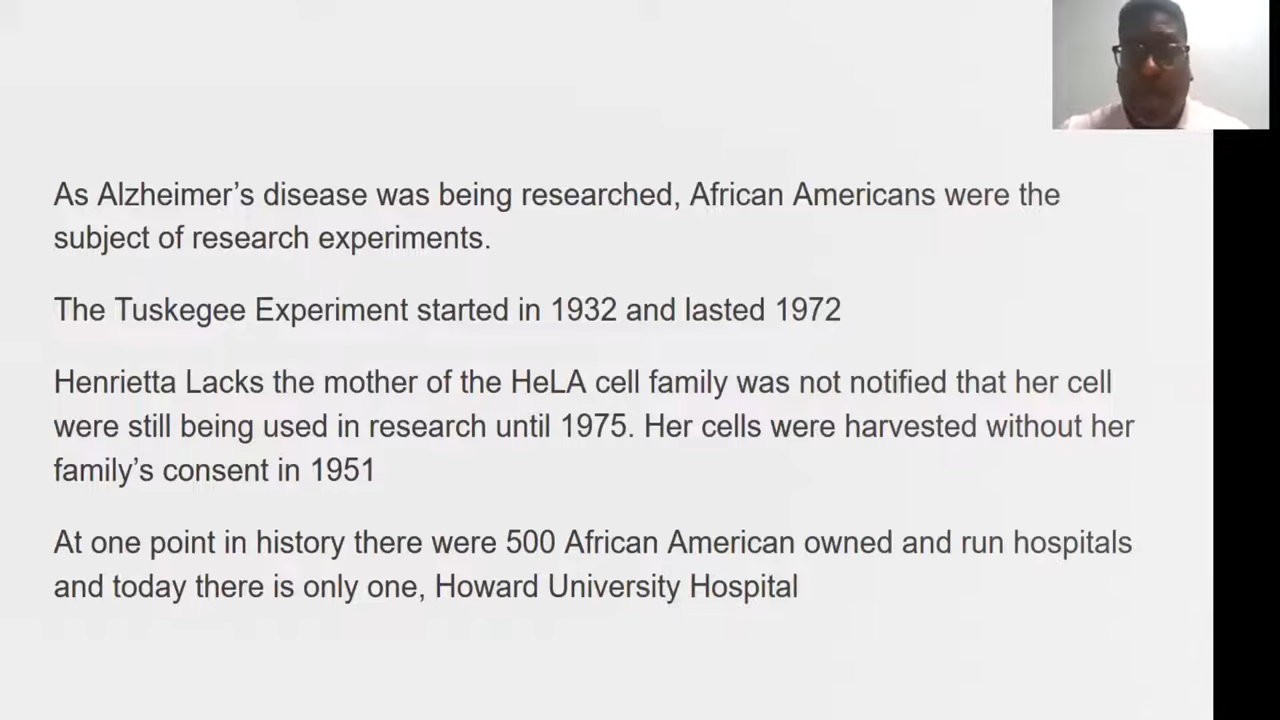 As Alzheimer’s disease was being researched, African Americans were the
subject of research experiments.
The Tuskegee Experiment started in 1932 and lasted 1972
Henrietta Lacks the mother of the HeLA cell family was not notified that her cell
were still being used in research until 1975. Her cells were harvested without her
family’s consent in 1951
At one point in history there were 500 African American owned and run hospitals
and today there is only one, Howard University Hospital